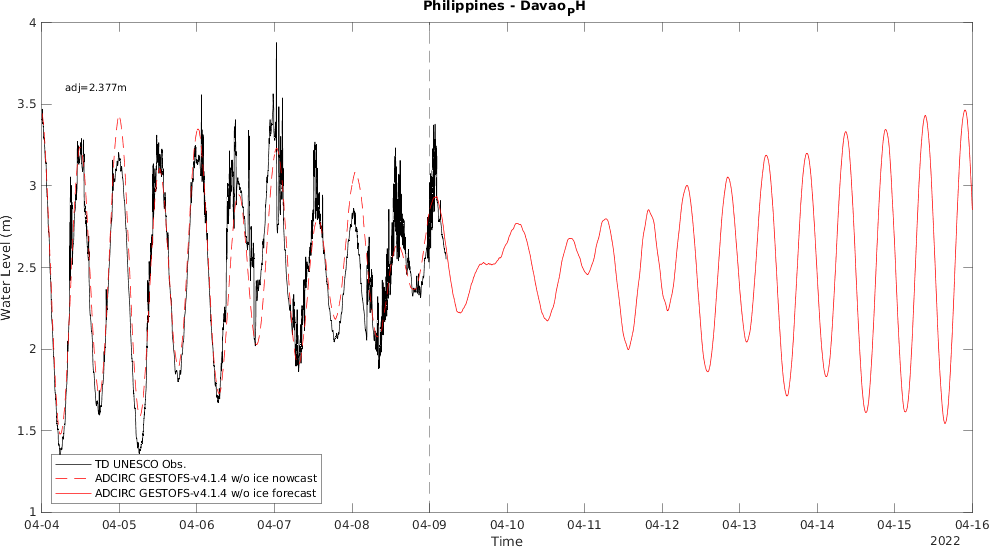 Philippines - DavaopH
4
adj=2.377m
3.5
3
2.5
2
1.5
1
Water Level (m)
TD UNESCO Obs.
ADCIRC GESTOFS-v4.1.4 w/o ice nowcast
ADCIRC GESTOFS-v4.1.4 w/o ice forecast
04-04 04-05 04-06 04-07 04-08 04-09 04-10 04-11 04-12 04-13 04-14 04-15 04-16
Time
2022